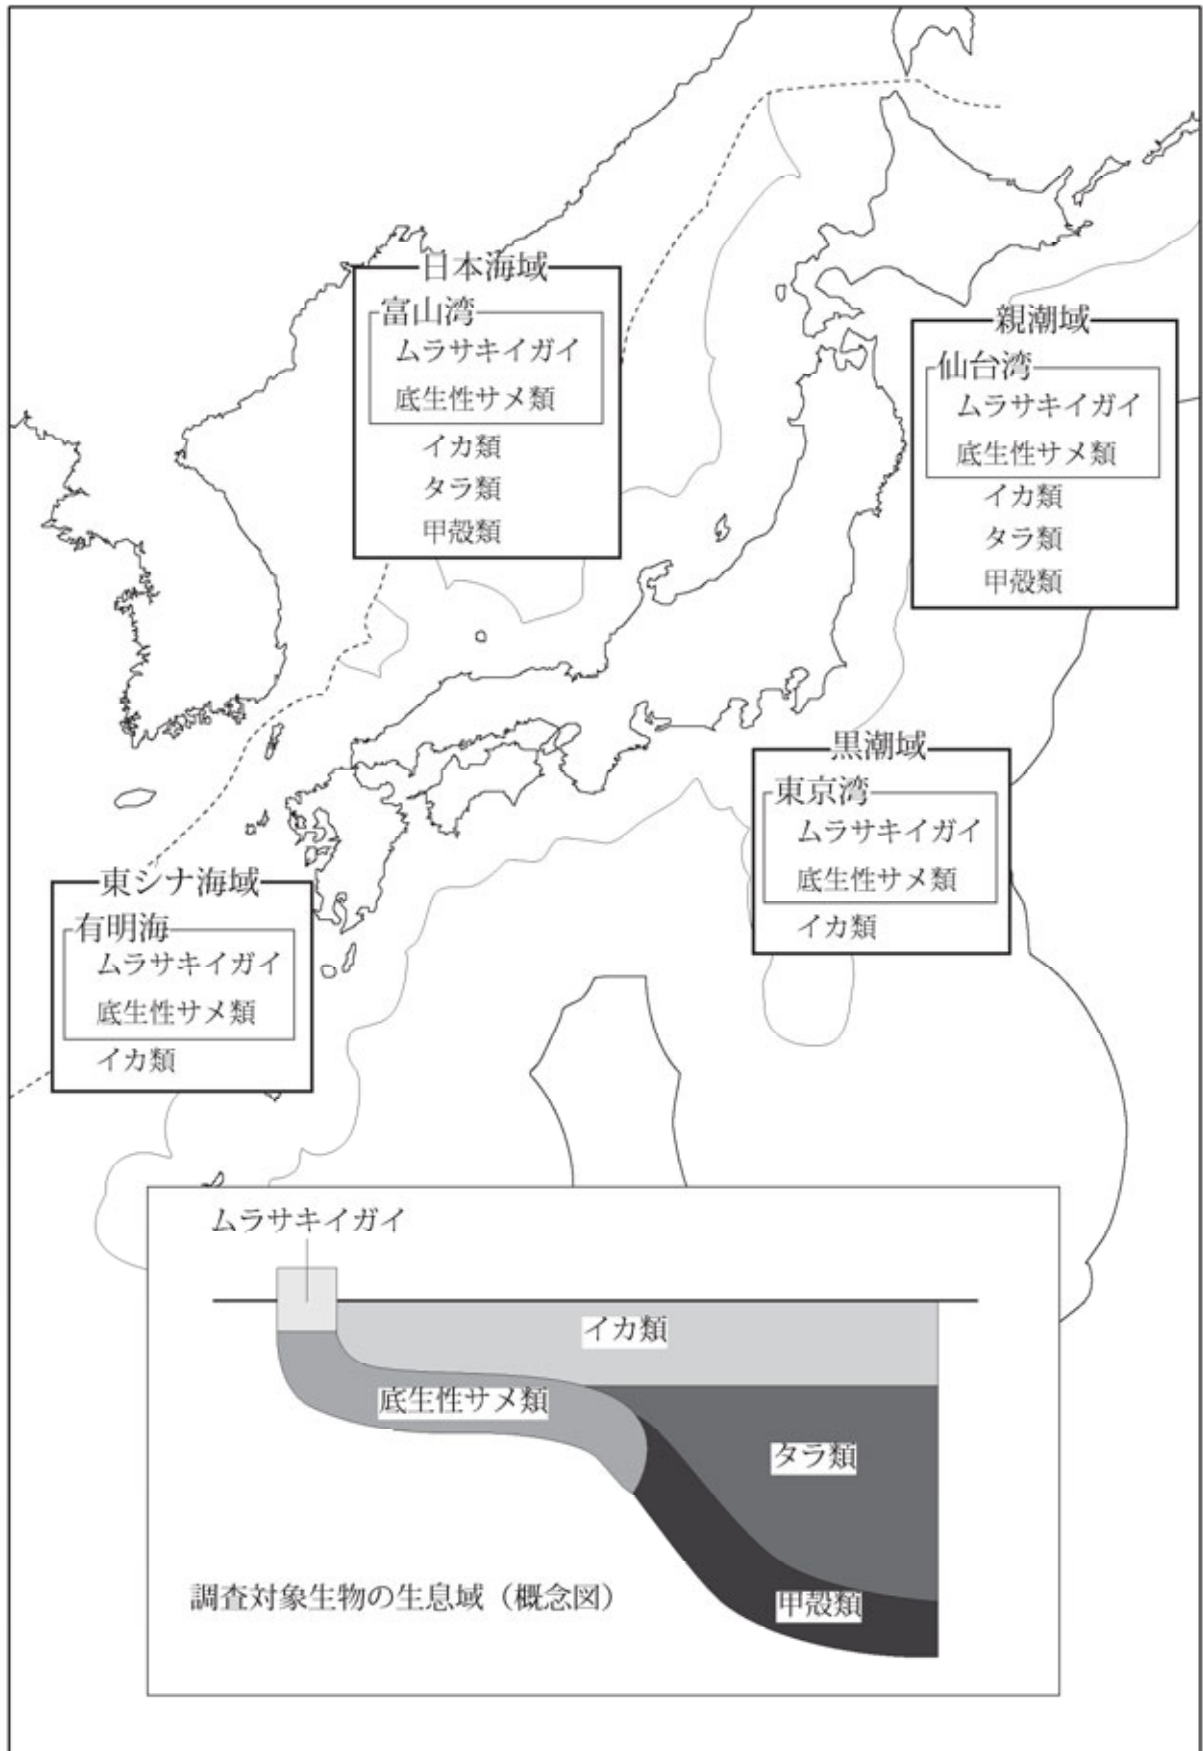 日本海域
富山湾
ムラサキイガイ
底生性サメ類
イカ類
タラ類
甲殻類
親潮域
仙台湾
ムラサキイガイ
底生性サメ類
イカ類
タラ類
甲殻類
黒潮域
東京湾
ムラサキイガイ
底生性サメ類
イカ類
東シナ海域
有明海
ムラサキイガイ
底生性サメ類
イカ類
ムラサキイガイ
イカ類
底生性サメ類
タラ類
甲殻類
調査対象生物の生息域（概念図）